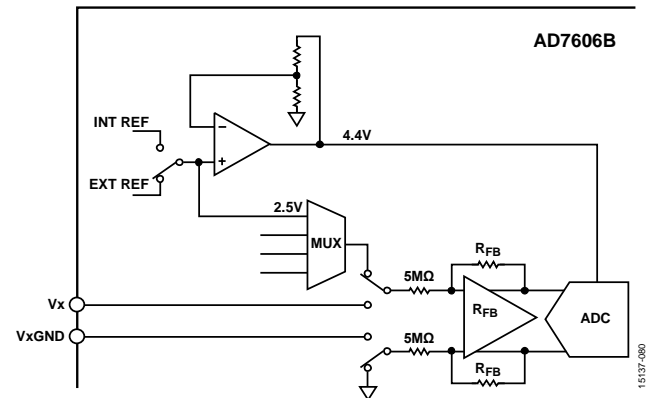 AD7606B
INT REF
EXT REF
−
+
4.4V
2.5V
MUX
Vx
VxGND
5MΩ
5MΩ
RFB
RFB
RFB
ADC
15137-080